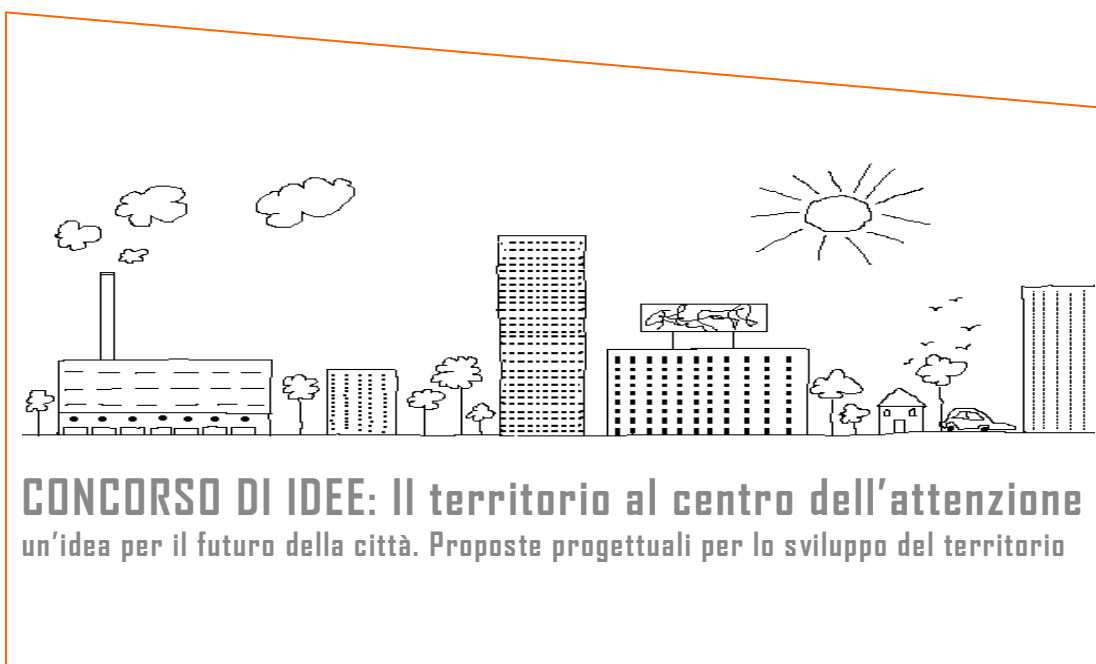 CONCORSO DI IDEE: Il territorio al centro dell'attenzione
un'idea per il futuro della città. Proposte progettuali per lo sviluppo del territorio